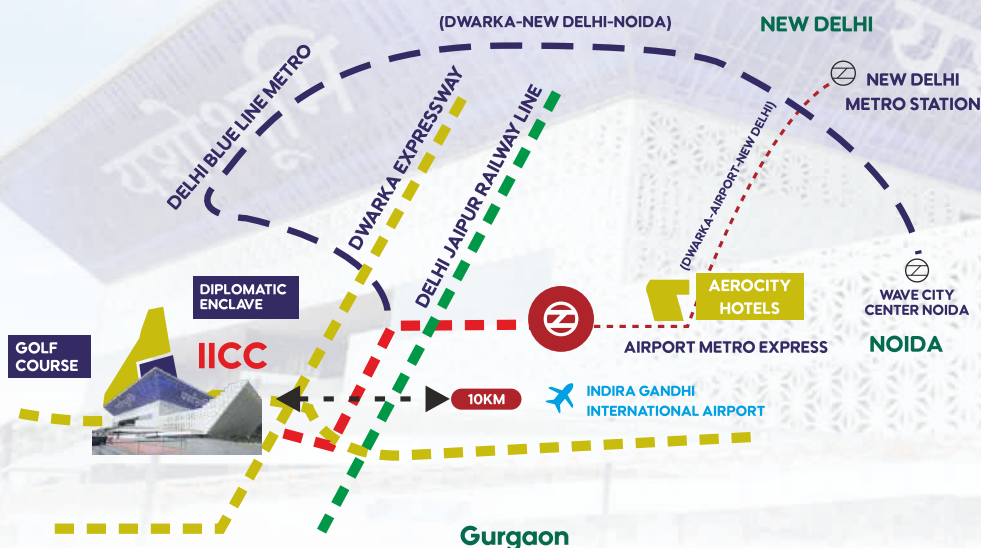 (DWARKA-NEW DELHI-NOIDA)
NEW DELHI
DELHI BLUE LINE METRO
DWARKA EXPRESSWAY
DELHI JAIPUR RAILWAY LINE
NEW DELHI
METRO STATION
(DWARKA-AIRPORT-NEW DELHI)
DIPLOMATIC
ENCLAVE
AEROCITY
HOTELS
WAVE CITY
CENTER NOIDA
GOLF
COURSE
IICC
AIRPORT METRO EXPRESS
NOIDA
10KM
INDIRA GANDHI
INTERNATIONAL AIRPORT
Gurgaon